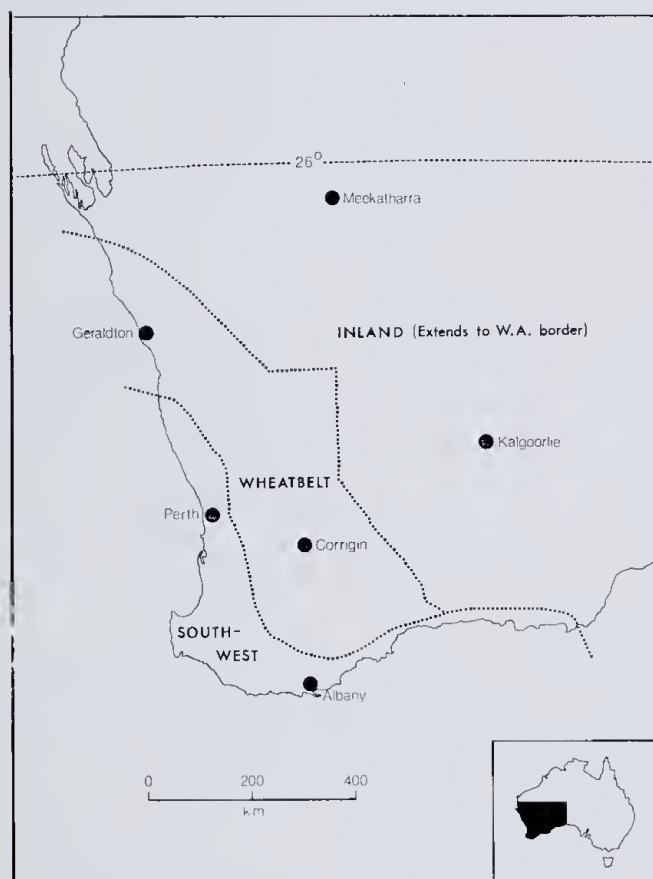 26°
Meekatharra
Geraldton
INLAND (Extends to W.A. border)
Kalgoorlie
WHEATBELT
Perth
Corrigin
SOUTH-
WEST
Albany
0 200 400
km